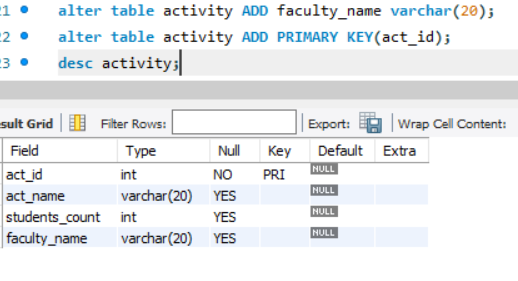 21 alter table activity ADD faculty_name varchar(20);
22 alter table activity ADD PRIMARY KEY(act_id);
23 desc activity;
sult Grid Filter Rows: Export: Wrap Cell Content:
Field Type Null Key Default Extra
act_id int NO PRI NULL
act_name varchar(20) YES NULL
students_count int YES NULL
faculty_name varchar(20) YES NULL